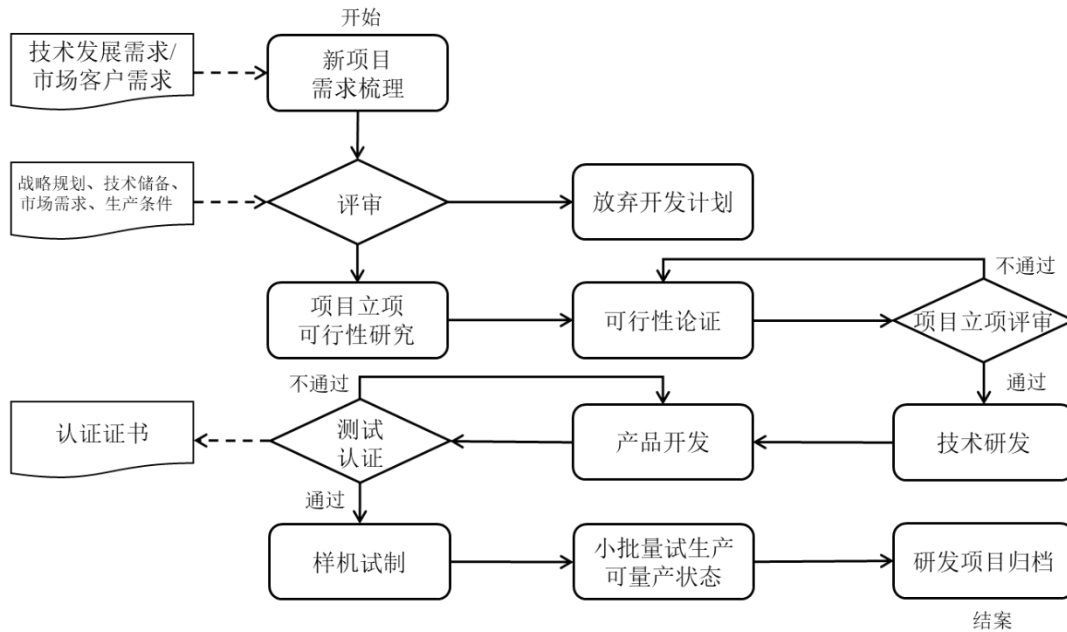 开始
技术发展需求/
市场客户需求
新项目
需求梳理
战略规划、技术储备、
市场需求、生产条件
评审
放弃开发计划
不通过
项目立项
可行性研究
可行性论证
项目立项评审
不通过
通过
认证证书
测试
认证
产品开发
技术研发
通过
样机试制
小批量试生产
可量产状态
研发项目归档
结案